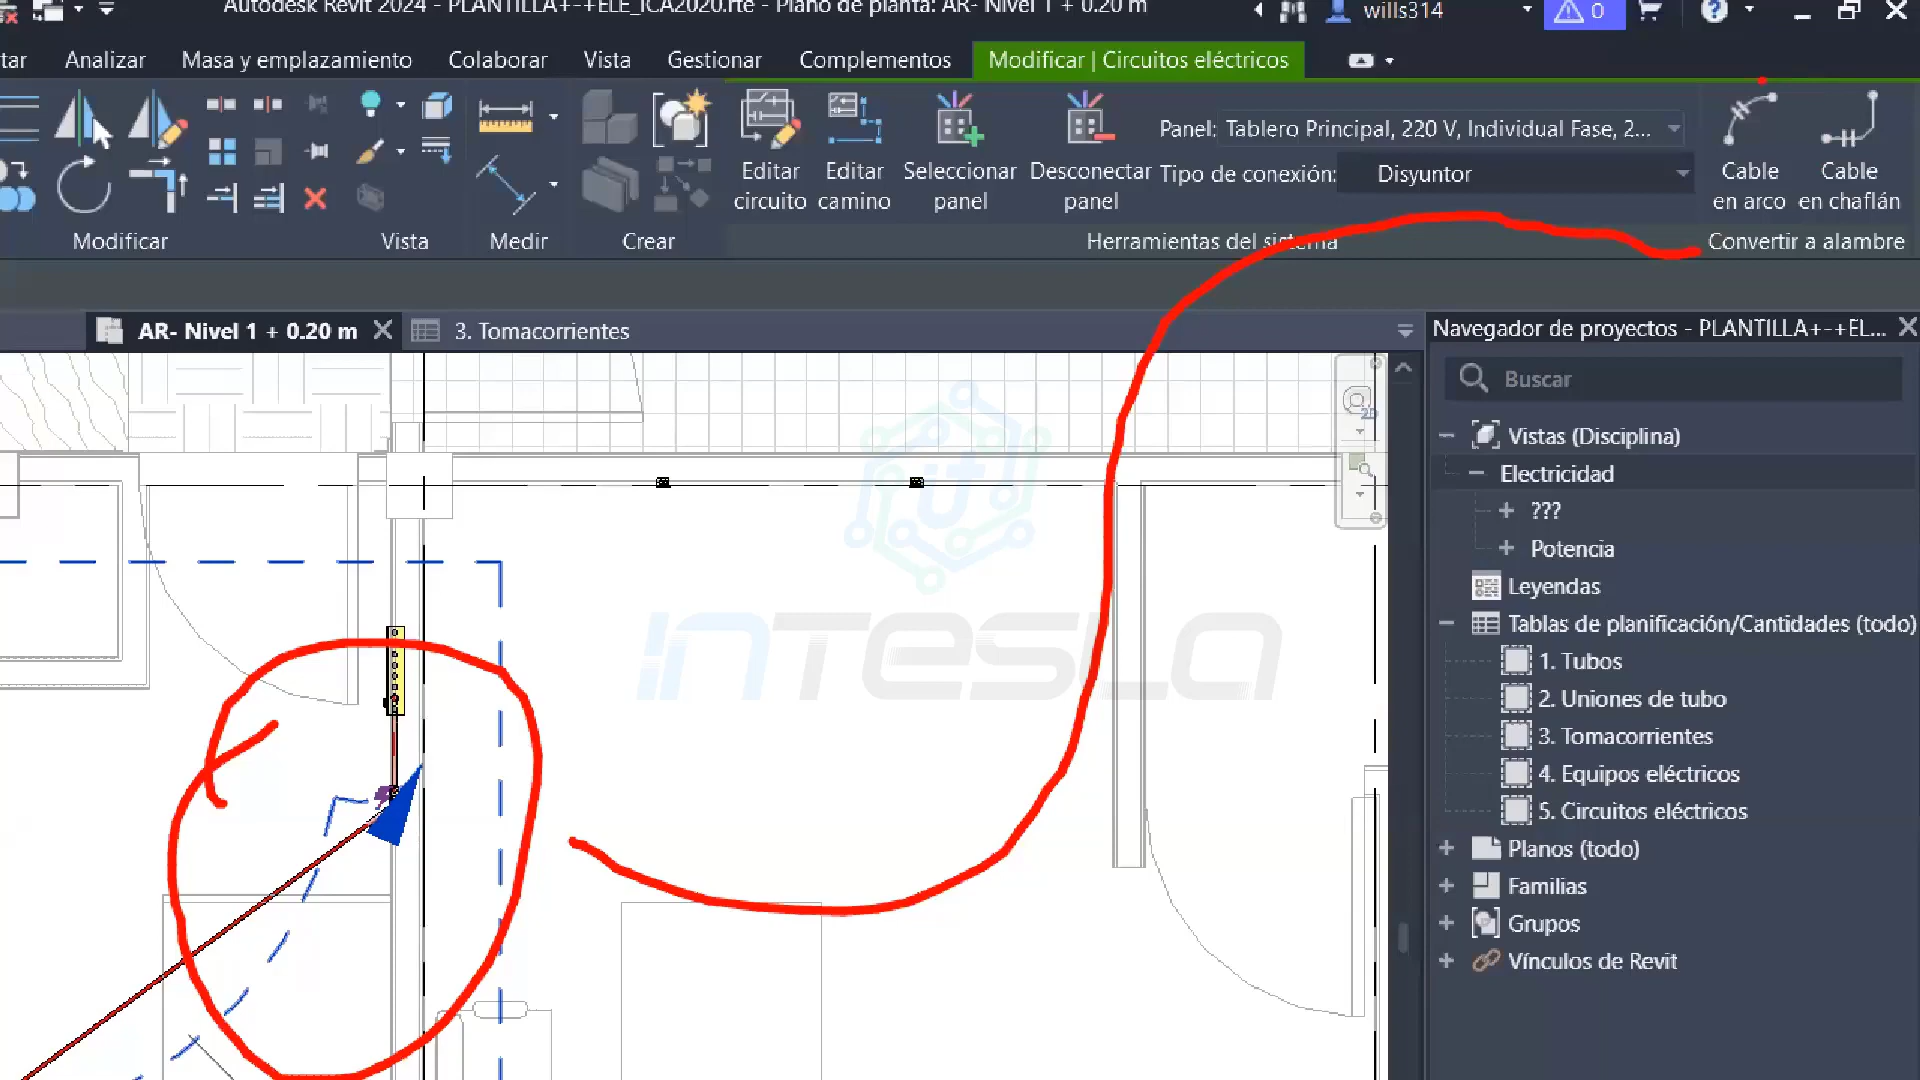 Autodesk Revit 2024 - PLANTILLA+-+ELE_ICA2020.rte - Plano de planta: AR- Nivel 1 + 0.20 m
wills314
0
tar Analizar Masa y emplazamiento Colaborar Vista Gestionar Complementos Modificar | Circuitos eléctricos
Editar circuito
Editar camino
Seleccionar panel
Desconectar panel
Panel: Tablero Principal, 220 V, Individual Fase, 2...
Tipo de conexión: Disyuntor
Cable en arco
Cable en chaflán
Modificar Vista Medir Crear Herramientas del sistema Convertir a alambre
AR- Nivel 1 + 0.20 m
3. Tomacorrientes
Navegador de proyectos - PLANTILLA+-+EL...
Buscar
Vistas (Disciplina)
Electricidad
???
Potencia
Leyendas
Tablas de planificación/Cantidades (todo)
1. Tubos
2. Uniones de tubo
3. Tomacorrientes
4. Equipos eléctricos
5. Circuitos eléctricos
Planos (todo)
Familias
Grupos
Vínculos de Revit
2D
it
inTESLA